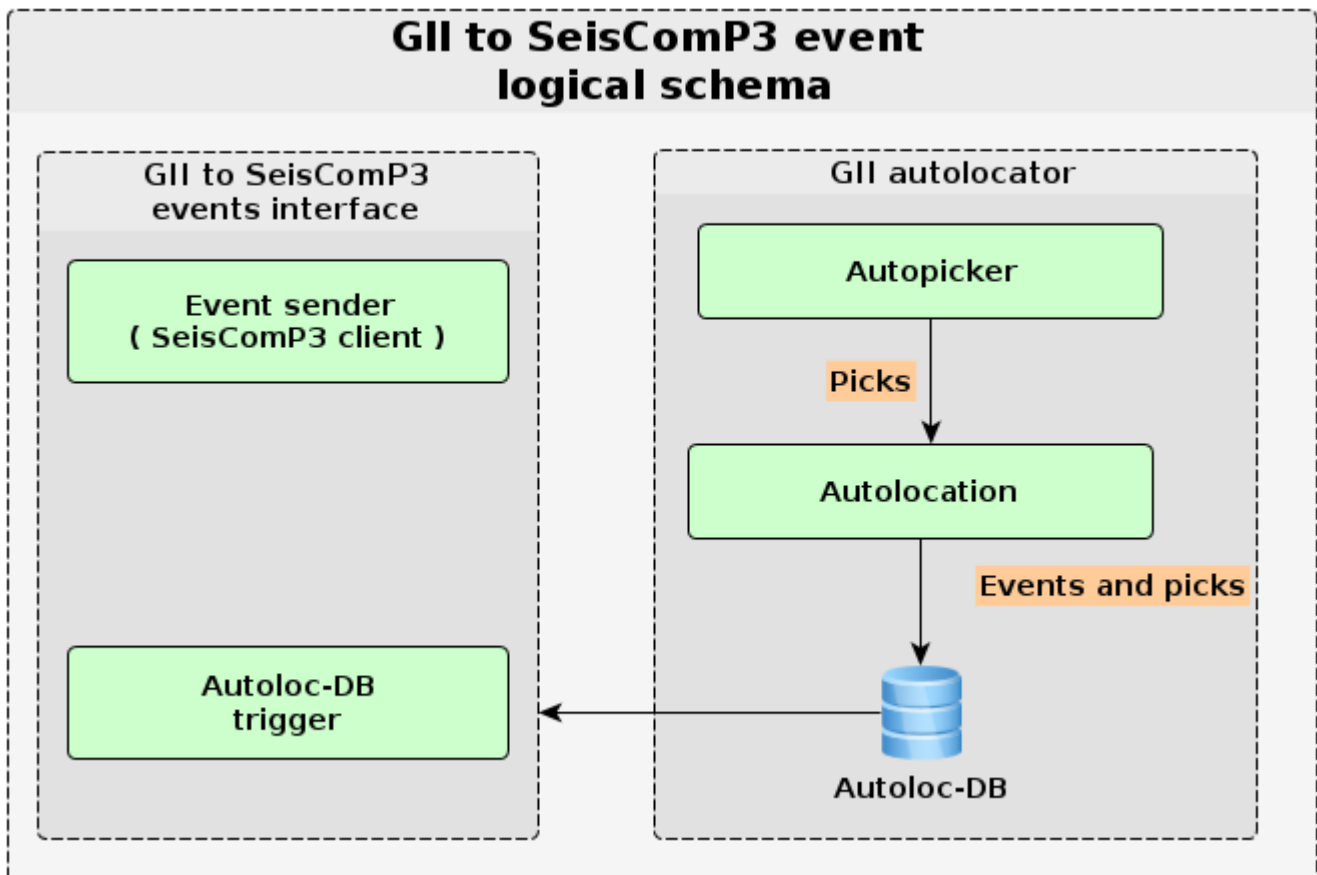 GII to SeisComP3 event
logical schema
GII to SeisComP3
events interface
Event sender
( SeisComP3 client )
Autoloc-DB
trigger
GII autolocator
Autopicker
Picks
Autolocation
Events and picks
Autoloc-DB